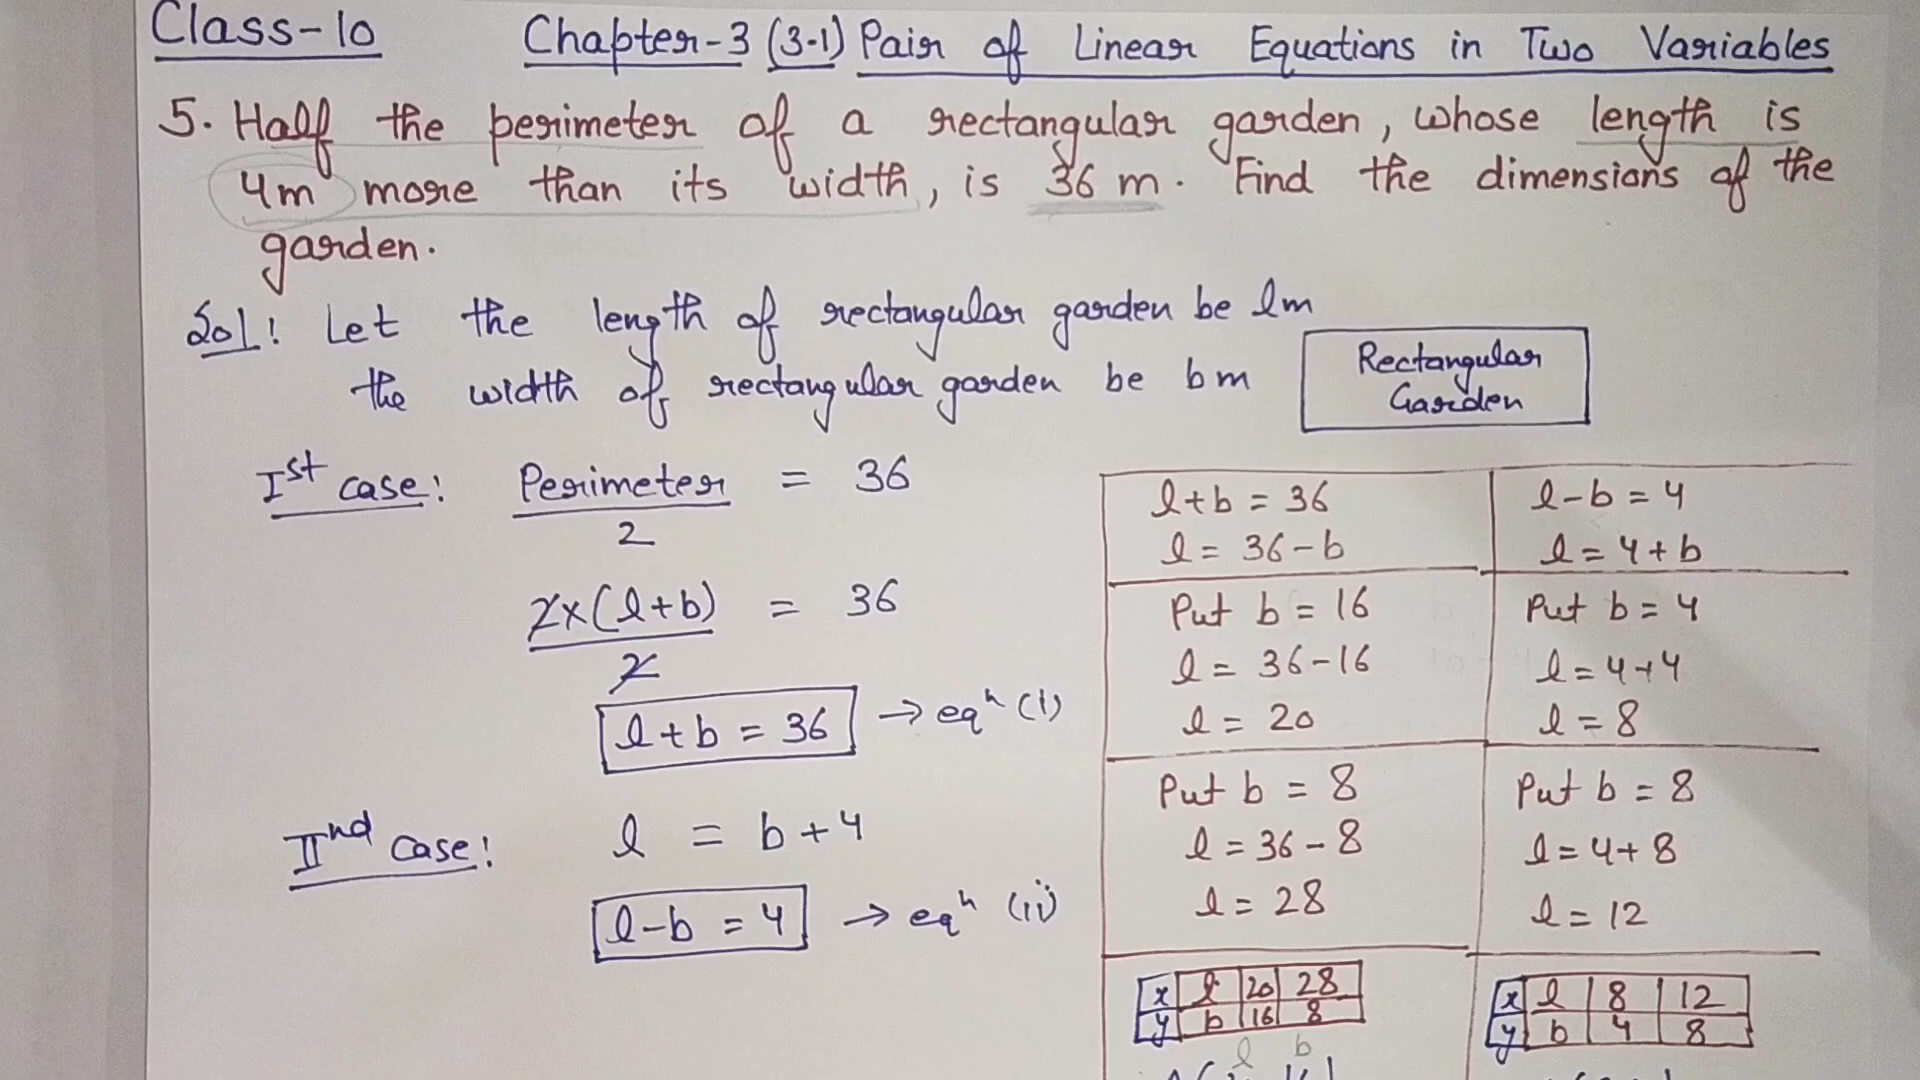 Class-10 Chapter-3 (3.1) Pair of Linear Equations in Two Variables
5. Half the perimeter of a rectangular garden, whose length is
4m more than its width, is 36 m. Find the dimensions of the
garden.
Sol: Let the length of rectangular garden be lm
the width of rectangular garden be bm
Rectangular
Garden
Ist case: Perimeter/2 = 36
2x(l+b)/2 = 36
l+b = 36 → eqn (i)
IInd case: l = b+4
l-b = 4 → eqn (ii)
l+b = 36
l = 36-b
Put b = 16
l = 36-16
l = 20
Put b = 8
l = 36-8
l = 28
x l 20 28
y b 16 8
l b
l-b = 4
l = 4+b
Put b = 4
l = 4+4
l = 8
Put b = 8
l = 4+8
l = 12
x l 8 12
y b 4 8